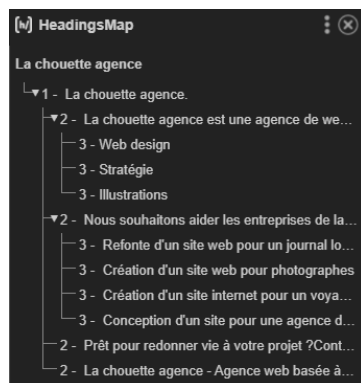 HeadingsMap
La chouette agence
1 - La chouette agence.
2 - La chouette agence est une agence de we...
3 - Web design
3 - Stratégie
3 - Illustrations
2 - Nous souhaitons aider les entreprises de la...
3 - Refonte d'un site web pour un journal lo...
3 - Création d'un site web pour photographes
3 - Création d'un site internet pour un voya...
3 - Conception d'un site pour une agence d...
2 - Prêt pour redonner vie à votre projet ?Cont...
2 - La chouette agence - Agence web basée à...